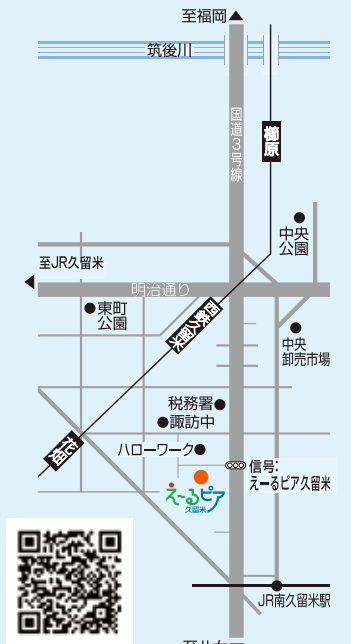 至福岡▲
筑後川
国道3号線
櫛原
中央
公園
至JR久留米
明治通り
東町
公園
西鉄久留米
中央
卸売市場
税務署
諏訪中
花畑
ハローワーク
信号:
えーるピア久留米
えーるピア
久留米
JR南久留米駅